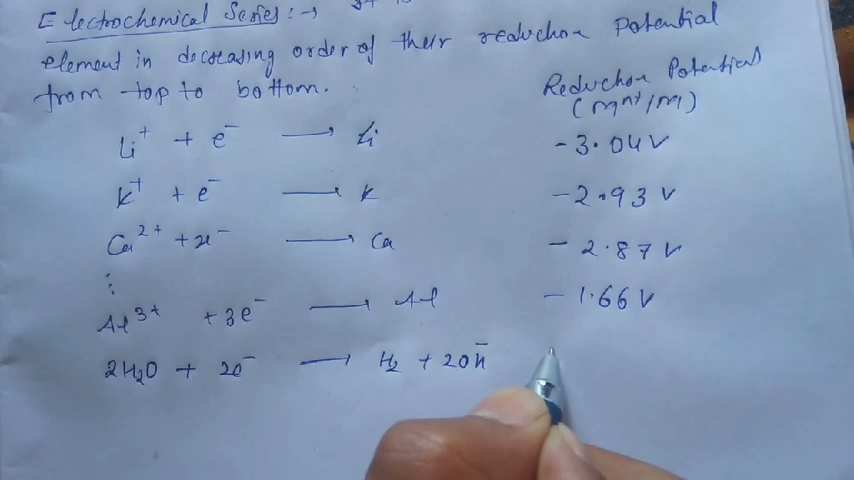 Electrochemical Series:→
element in decreasing order of their reduction Potential
from top to bottom.
Reduction Potential
(Mⁿ⁺/M)
Li⁺ + e⁻ → Li -3.04 V
K⁺ + e⁻ → K -2.93 V
Ca²⁺ + 2e⁻ → Ca -2.87 V
⋮
Al³⁺ + 3e⁻ → Al -1.66 V
2H₂O + 2e⁻ → H₂ + 2OH⁻